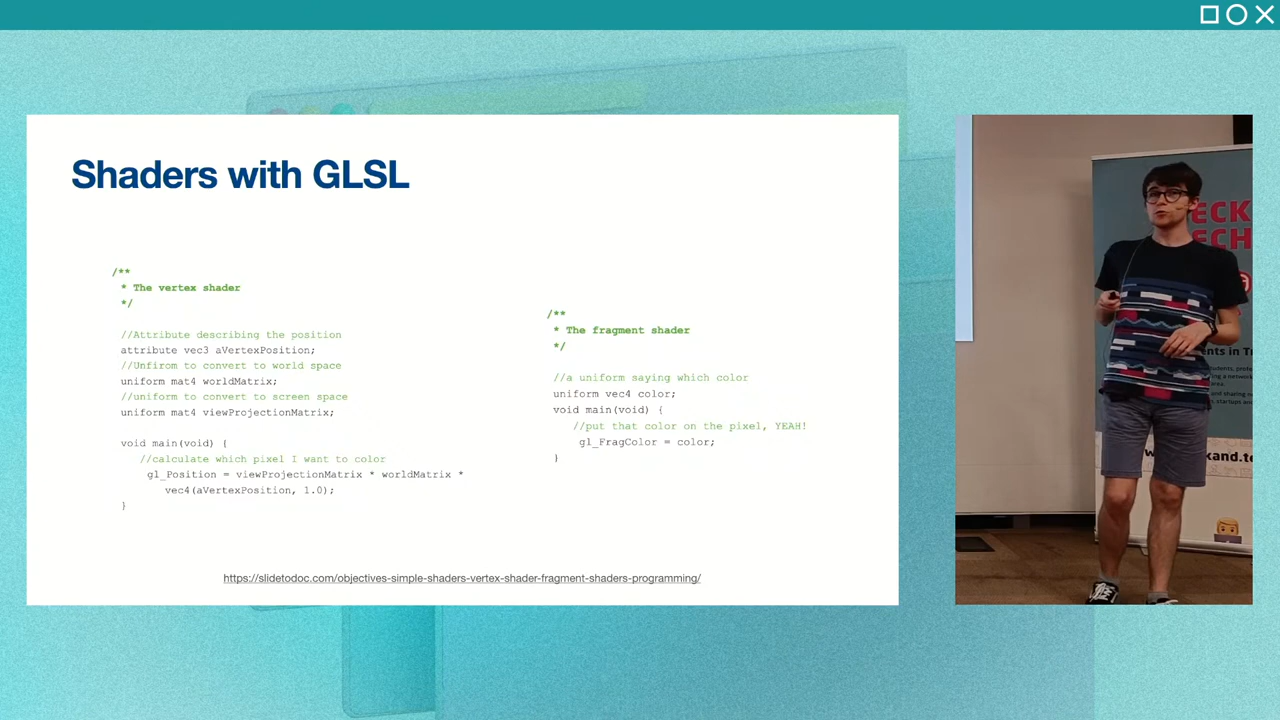 Shaders with GLSL
/**
* The vertex shader
*/
//Attribute describing the position
attribute vec3 aVertexPosition;
//Unfirom to convert to world space
uniform mat4 worldMatrix;
//uniform to convert to screen space
uniform mat4 viewProjectionMatrix;
void main(void) {
//calculate which pixel I want to color
gl_Position = viewProjectionMatrix * worldMatrix *
vec4(aVertexPosition, 1.0);
}
/**
* The fragment shader
*/
//a uniform saying which color
uniform vec4 color;
void main(void) {
//put that color on the pixel, YEAH!
gl_FragColor = color;
}
https://slidetodoc.com/objectives-simple-shaders-vertex-shader-fragment-shaders-programming/
ECK
ECH
ents in T